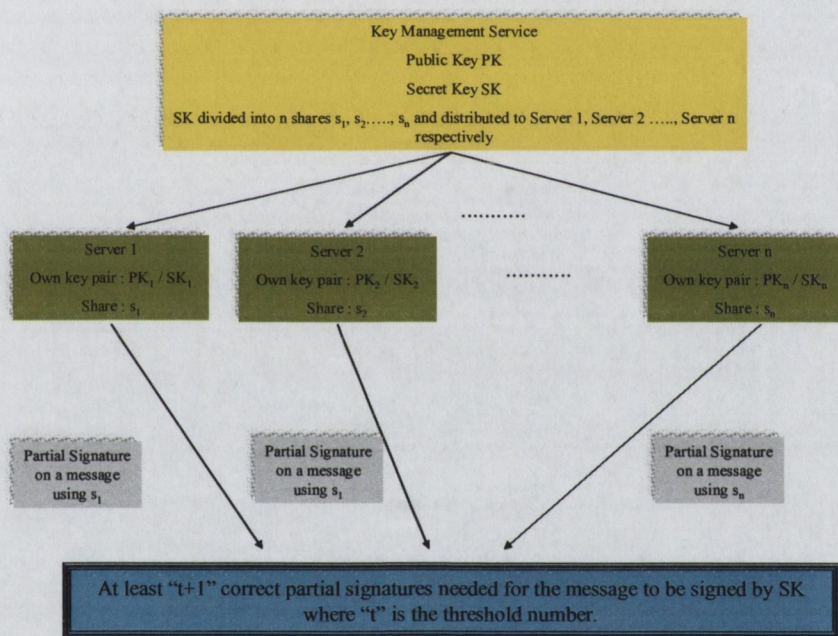 Key Management Service
Public Key PK
Secret Key SK
SK divided into n shares s₁, s₂....., sₙ and distributed to Server 1, Server 2 ....., Server n
respectively
...........
Server 1
Own key pair : PK₁ / SK₁
Share : s₁
Server 2
Own key pair : PK₂ / SK₂
Share : s₂
...........
Server n
Own key pair : PKₙ / SKₙ
Share : sₙ
Partial Signature
on a message
using s₁
Partial Signature
on a message
using s₁
Partial Signature
on a message
using sₙ
At least “t+1” correct partial signatures needed for the message to be signed by SK
where “t” is the threshold number.